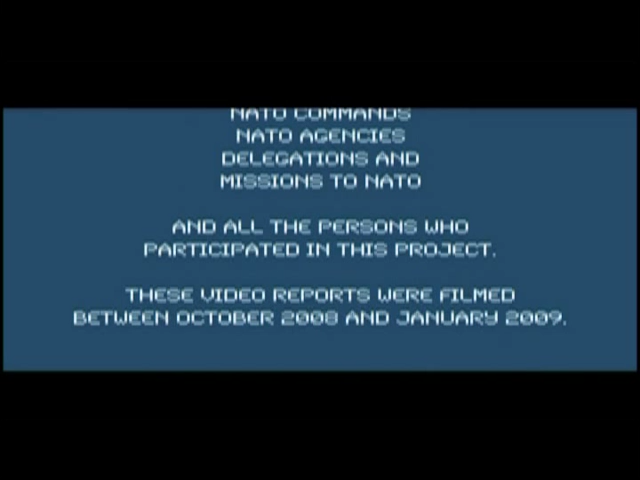 NATO COMMANDS
NATO AGENCIES
DELEGATIONS AND
MISSIONS TO NATO
AND ALL THE PERSONS WHO
PARTICIPATED IN THIS PROJECT.
THESE VIDEO REPORTS WERE FILMED
BETWEEN OCTOBER 2008 AND JANUARY 2009.